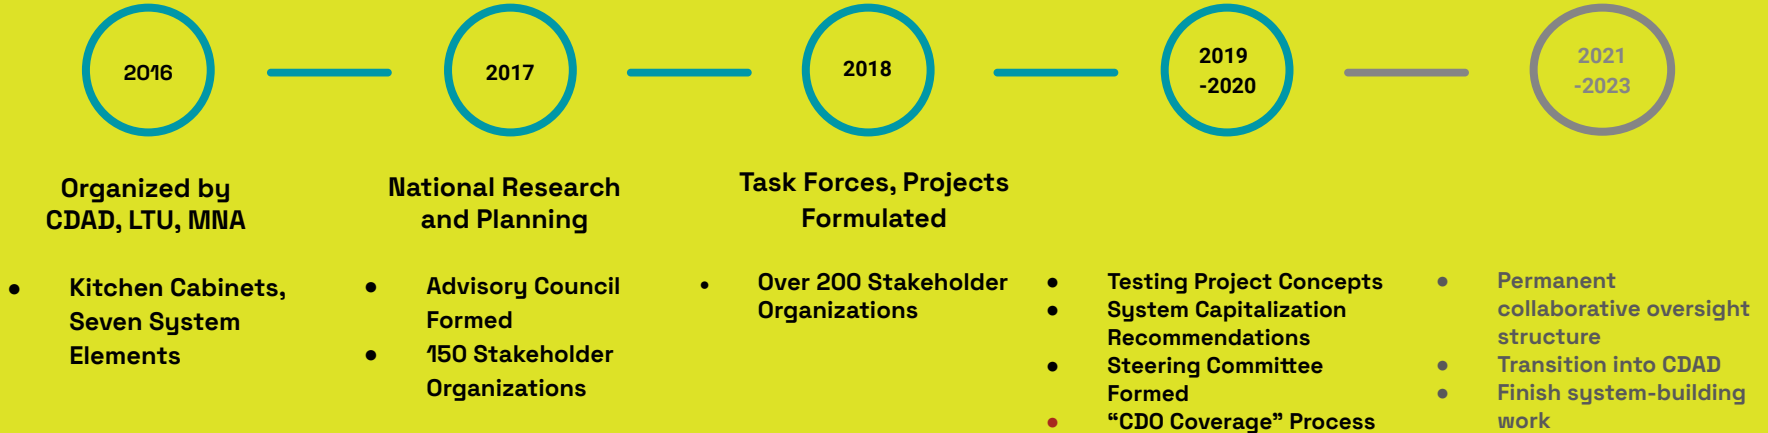 2016
Organized by
CDAD, LTU, MNA
● Kitchen Cabinets,
Seven System
Elements
2017
National Research
and Planning
● Advisory Council
Formed
● 150 Stakeholder
Organizations
2018
Task Forces, Projects
Formulated
• Over 200 Stakeholder
Organizations
2019
-2020
● Testing Project Concepts
● System Capitalization
Recommendations
● Steering Committee
Formed
● “CDO Coverage” Process
2021
-2023
● Permanent
collaborative oversight
structure
● Transition into CDAD
● Finish system-building
work